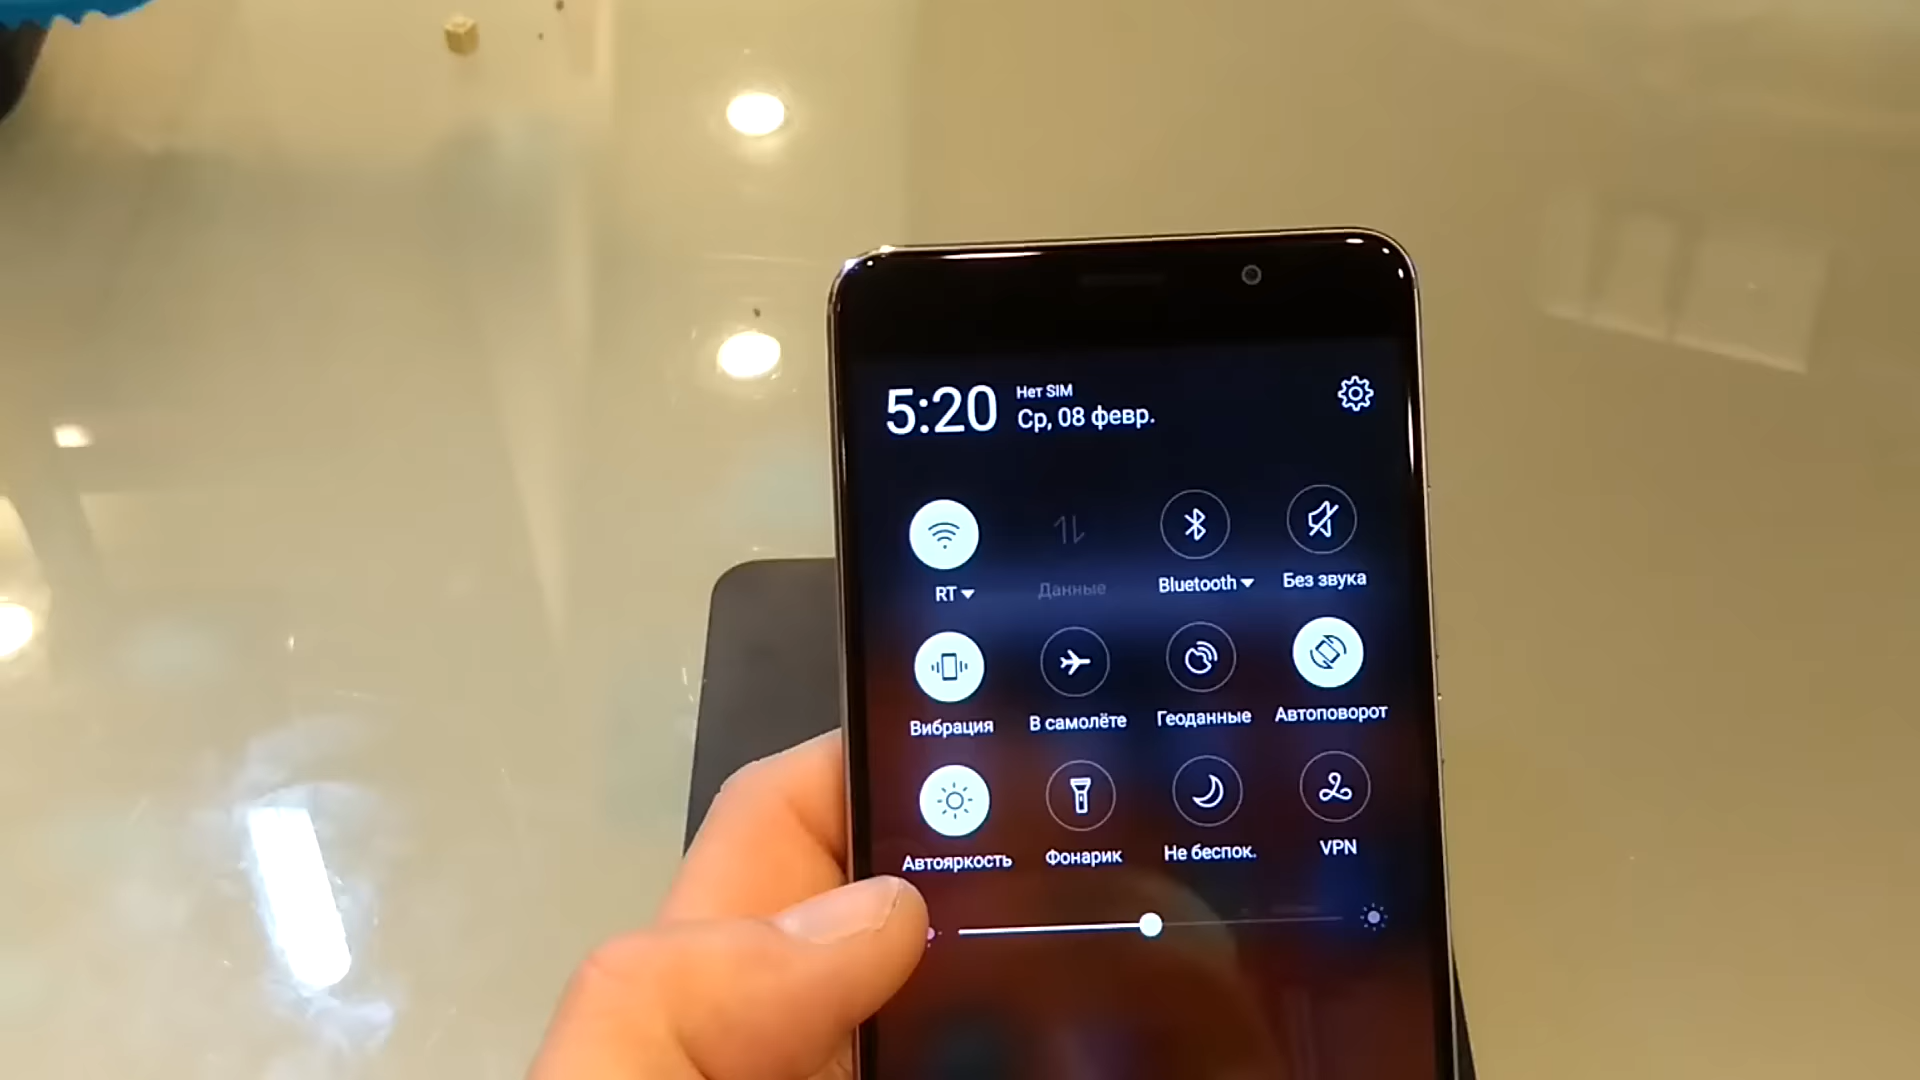 5:20
Нет SIM
Ср, 08 февр.
RT
Данные
Bluetooth
Без звука
Вибрация
В самолёте
Геоданные
Автоповорот
Автояркость
Фонарик
Не беспок.
VPN